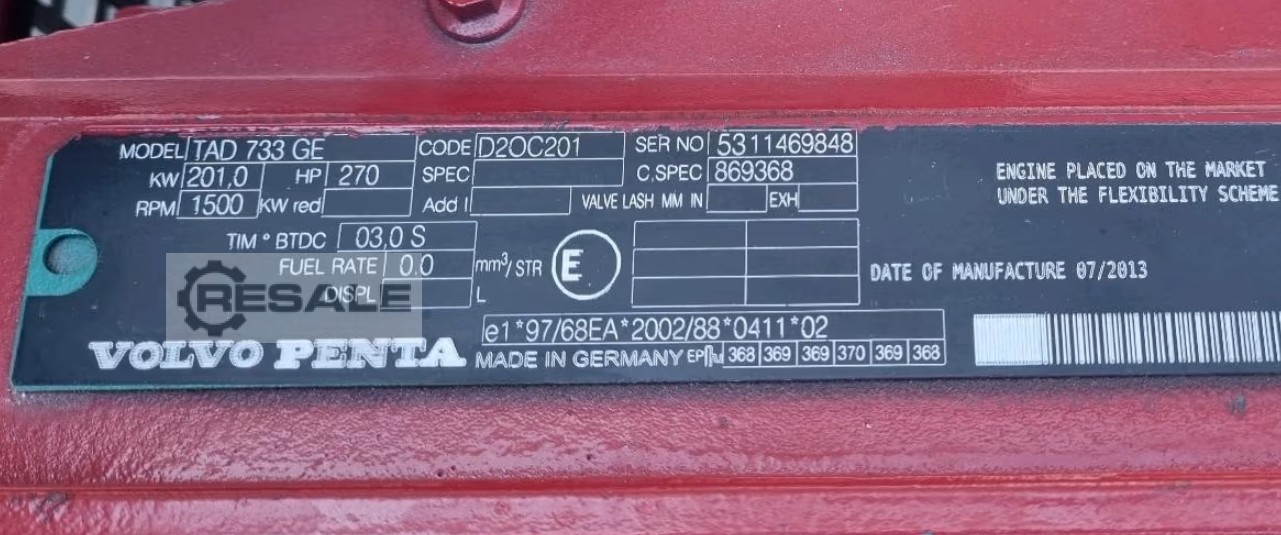 MODEL TAD 733 GE CODE D2OC201 SER NO 5311469848
KW 201,0 HP 270 SPEC C.SPEC 869368
RPM 1500 KW red Add I VALVE LASH MM IN EXH
TIM ° BTDC 03,0 S
FUEL RATE 0.0 mm³/STR E
DISPL L
RESALE
e1*97/68EA*2002/88*0411*02
VOLVO PENTA MADE IN GERMANY EP 368 369 369 370 369 368
ENGINE PLACED ON THE MARKET
UNDER THE FLEXIBILITY SCHEME
DATE OF MANUFACTURE 07/2013